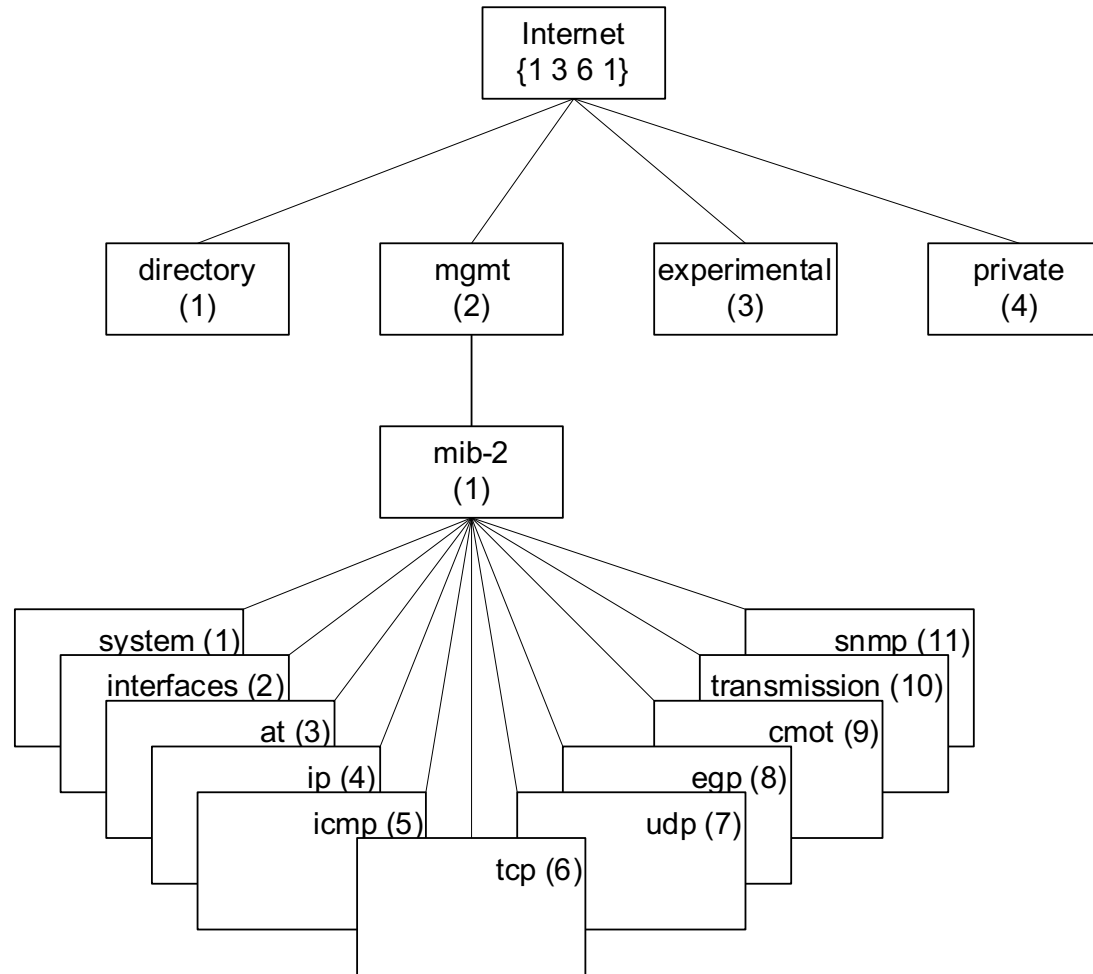 Internet
{1 3 6 1}
directory
(1)
mgmt
(2)
experimental
(3)
private
(4)
mib-2
(1)
system (1)
interfaces (2)
at (3)
ip (4)
icmp (5)
tcp (6)
udp (7)
egp (8)
cmot (9)
transmission (10)
snmp (11)